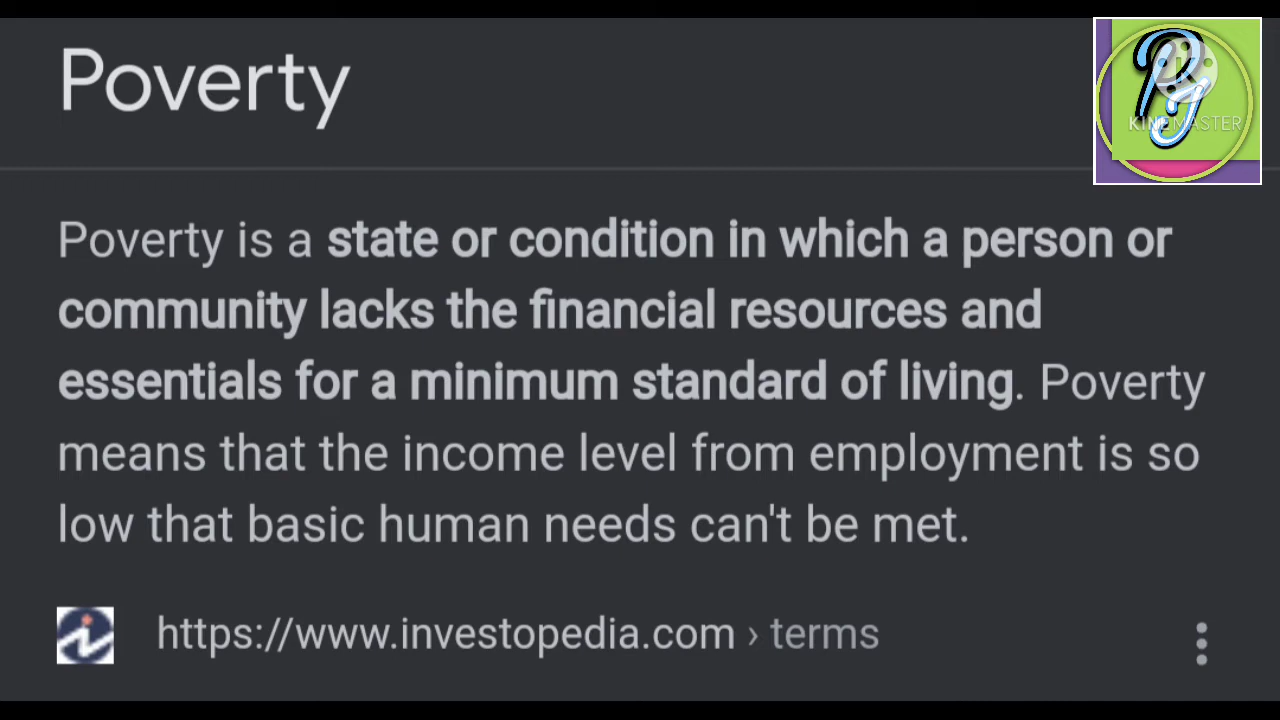 Poverty
PY
KINEMASTER
Poverty is a state or condition in which a person or
community lacks the financial resources and
essentials for a minimum standard of living. Poverty
means that the income level from employment is so
low that basic human needs can't be met.
https://www.investopedia.com › terms